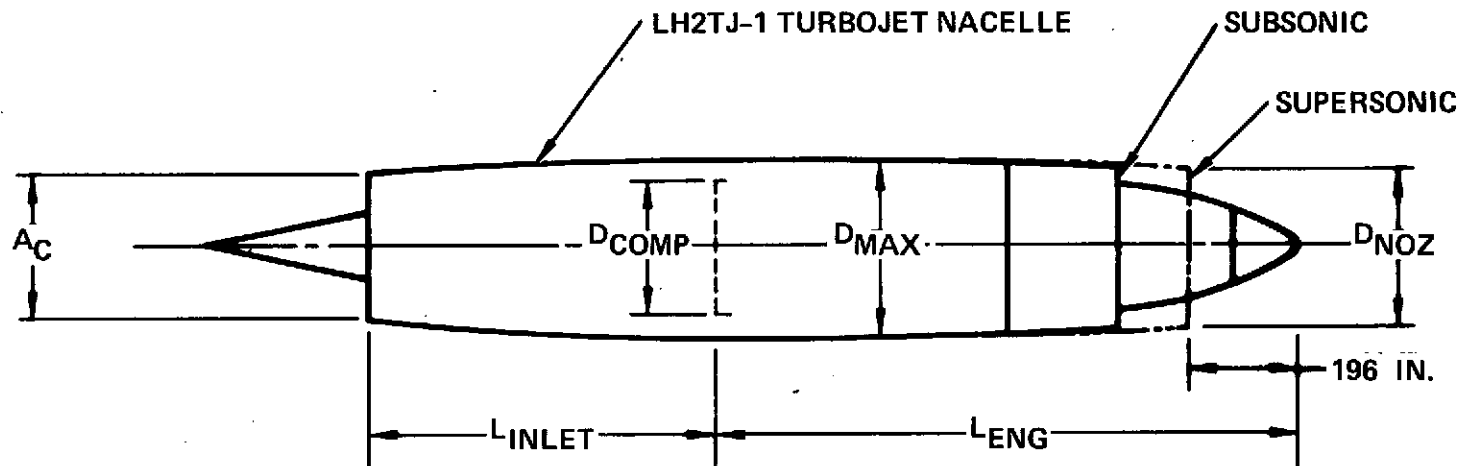 LH2TJ-1 TURBOJET NACELLE
SUBSONIC
SUPERSONIC
AC
DCOMP
DMAX
DNOZ
196 IN.
LINLET
LENG